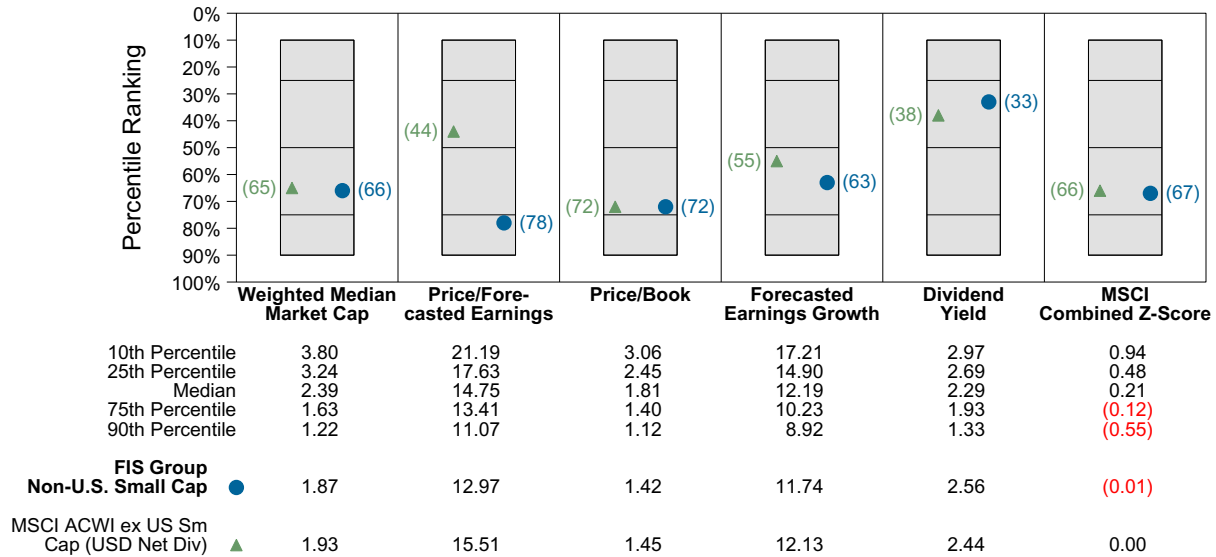 Percentile Ranking
0%
10%
20%
30%
40%
50%
60%
70%
80%
90%
100%
(65) (66)
(44) (78)
(72) (72)
(55) (63)
(38) (33)
(66) (67)
Weighted Median Market Cap
Price/Fore-casted Earnings
Price/Book
Forecasted Earnings Growth
Dividend Yield
MSCI Combined Z-Score
10th Percentile 3.80 21.19 3.06 17.21 2.97 0.94
25th Percentile 3.24 17.63 2.45 14.90 2.69 0.48
Median 2.39 14.75 1.81 12.19 2.29 0.21
75th Percentile 1.63 13.41 1.40 10.23 1.93 (0.12)
90th Percentile 1.22 11.07 1.12 8.92 1.33 (0.55)
FIS Group
Non-U.S. Small Cap 1.87 12.97 1.42 11.74 2.56 (0.01)
MSCI ACWI ex US Sm
Cap (USD Net Div) 1.93 15.51 1.45 12.13 2.44 0.00